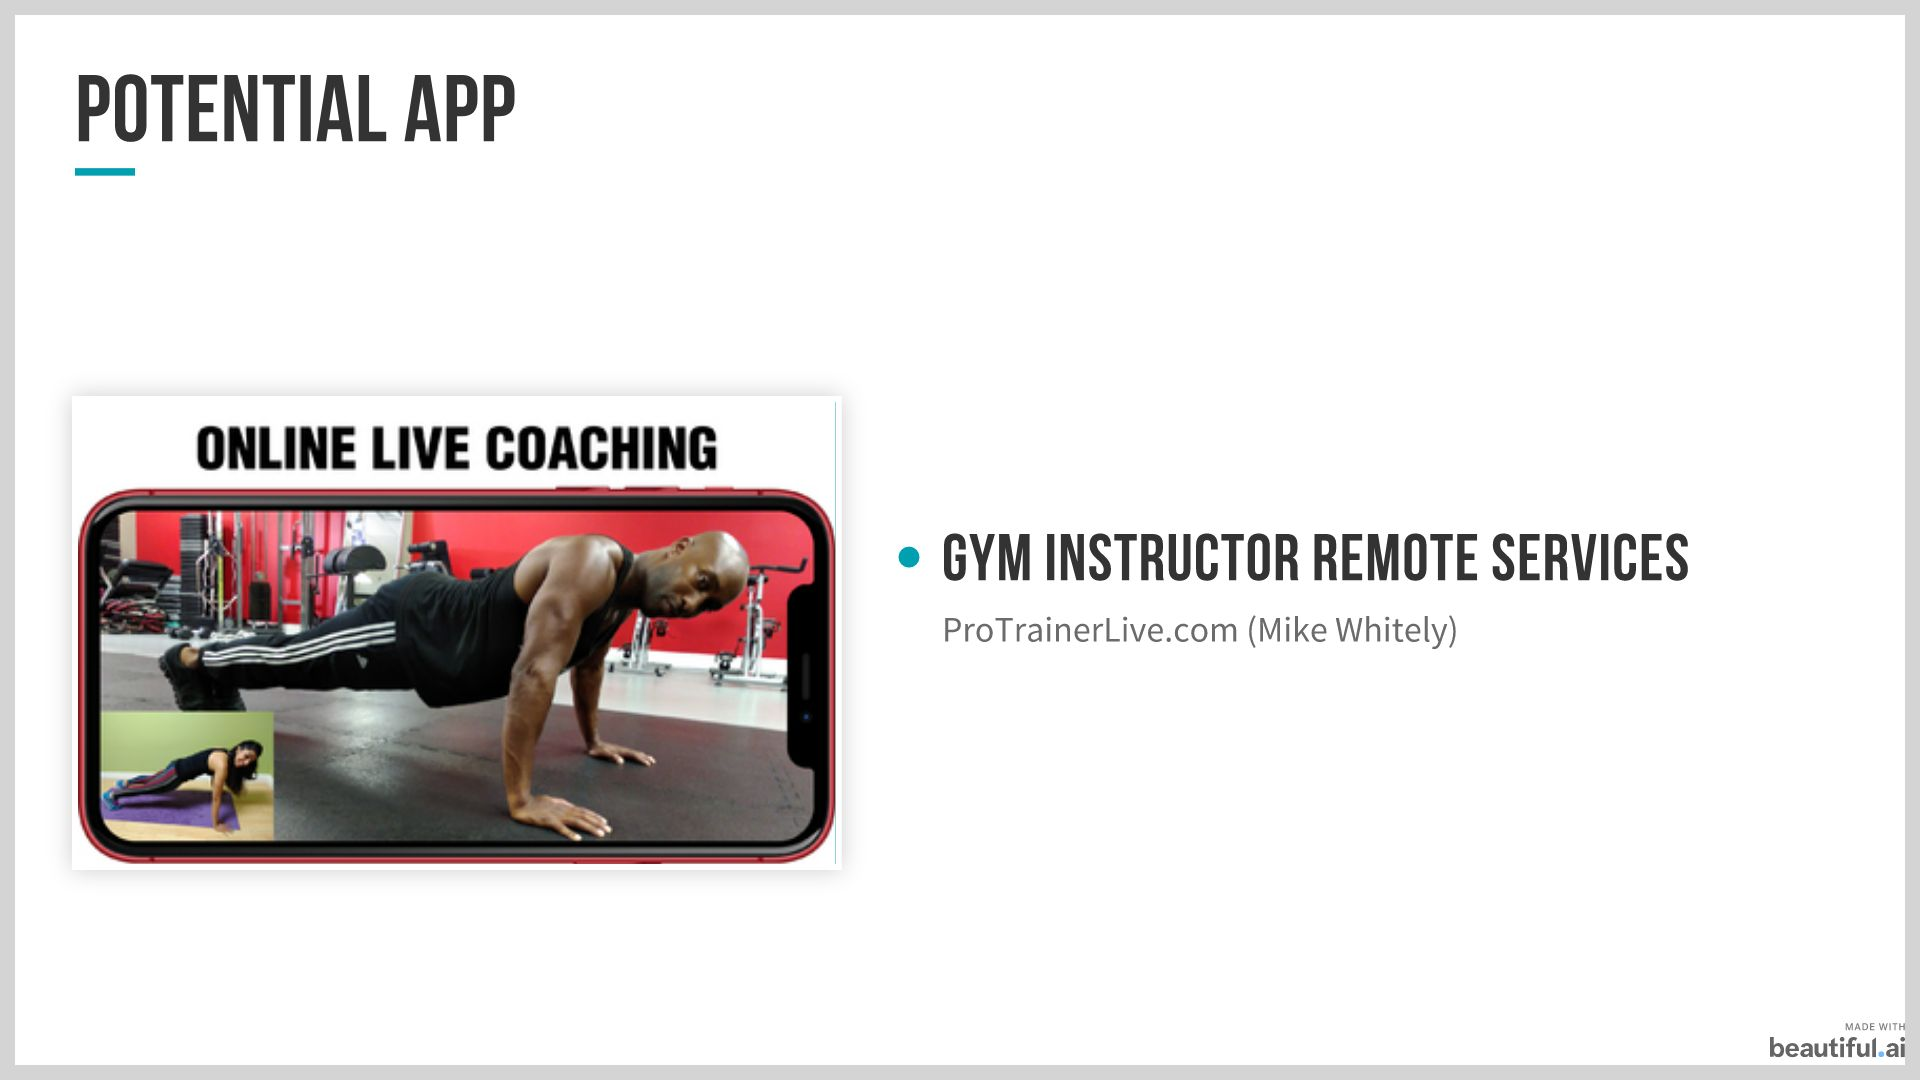 POTENTIAL APP
ONLINE LIVE COACHING
GYM INSTRUCTOR REMOTE SERVICES
ProTrainerLive.com (Mike Whitely)
MADE WITH
beautiful.ai